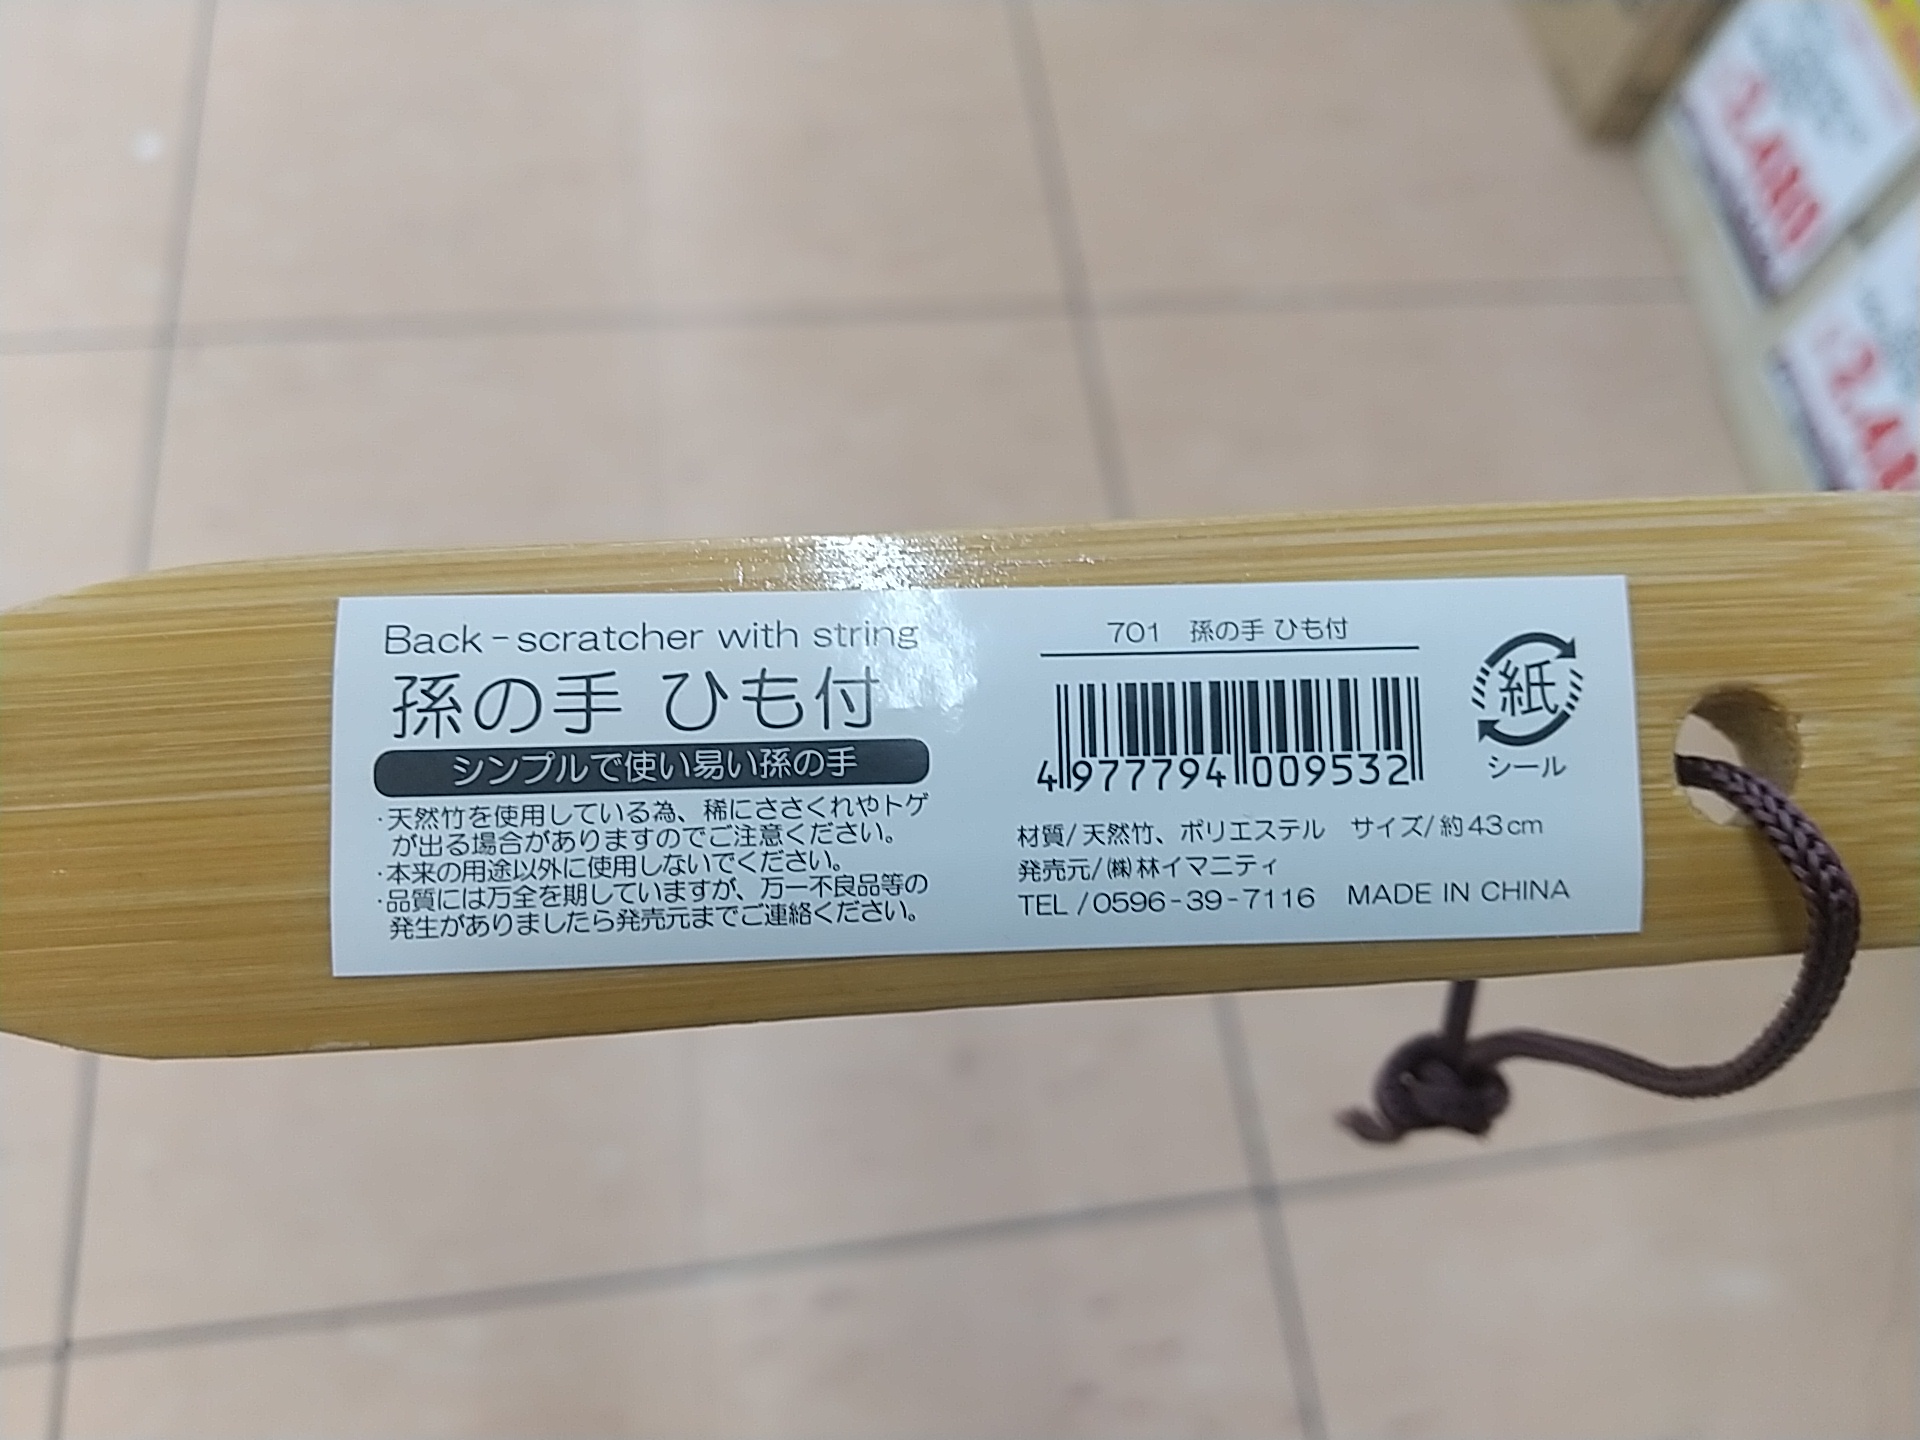 Back-scratcher with string
孫の手 ひも付
シンプルで使い易い孫の手
・天然竹を使用している為、稀にささくれやトゲ
が出る場合がありますのでご注意ください。
・本来の用途以外に使用しないでください。
・品質には万全を期していますが、万一不良品等の
発生がありましたら発売元までご連絡ください。
701 孫の手 ひも付
4 977794 009532
紙
シール
材質/天然竹、ポリエステル サイズ/約43cm
発売元/㈱林イマニティ
TEL/0596-39-7116 MADE IN CHINA